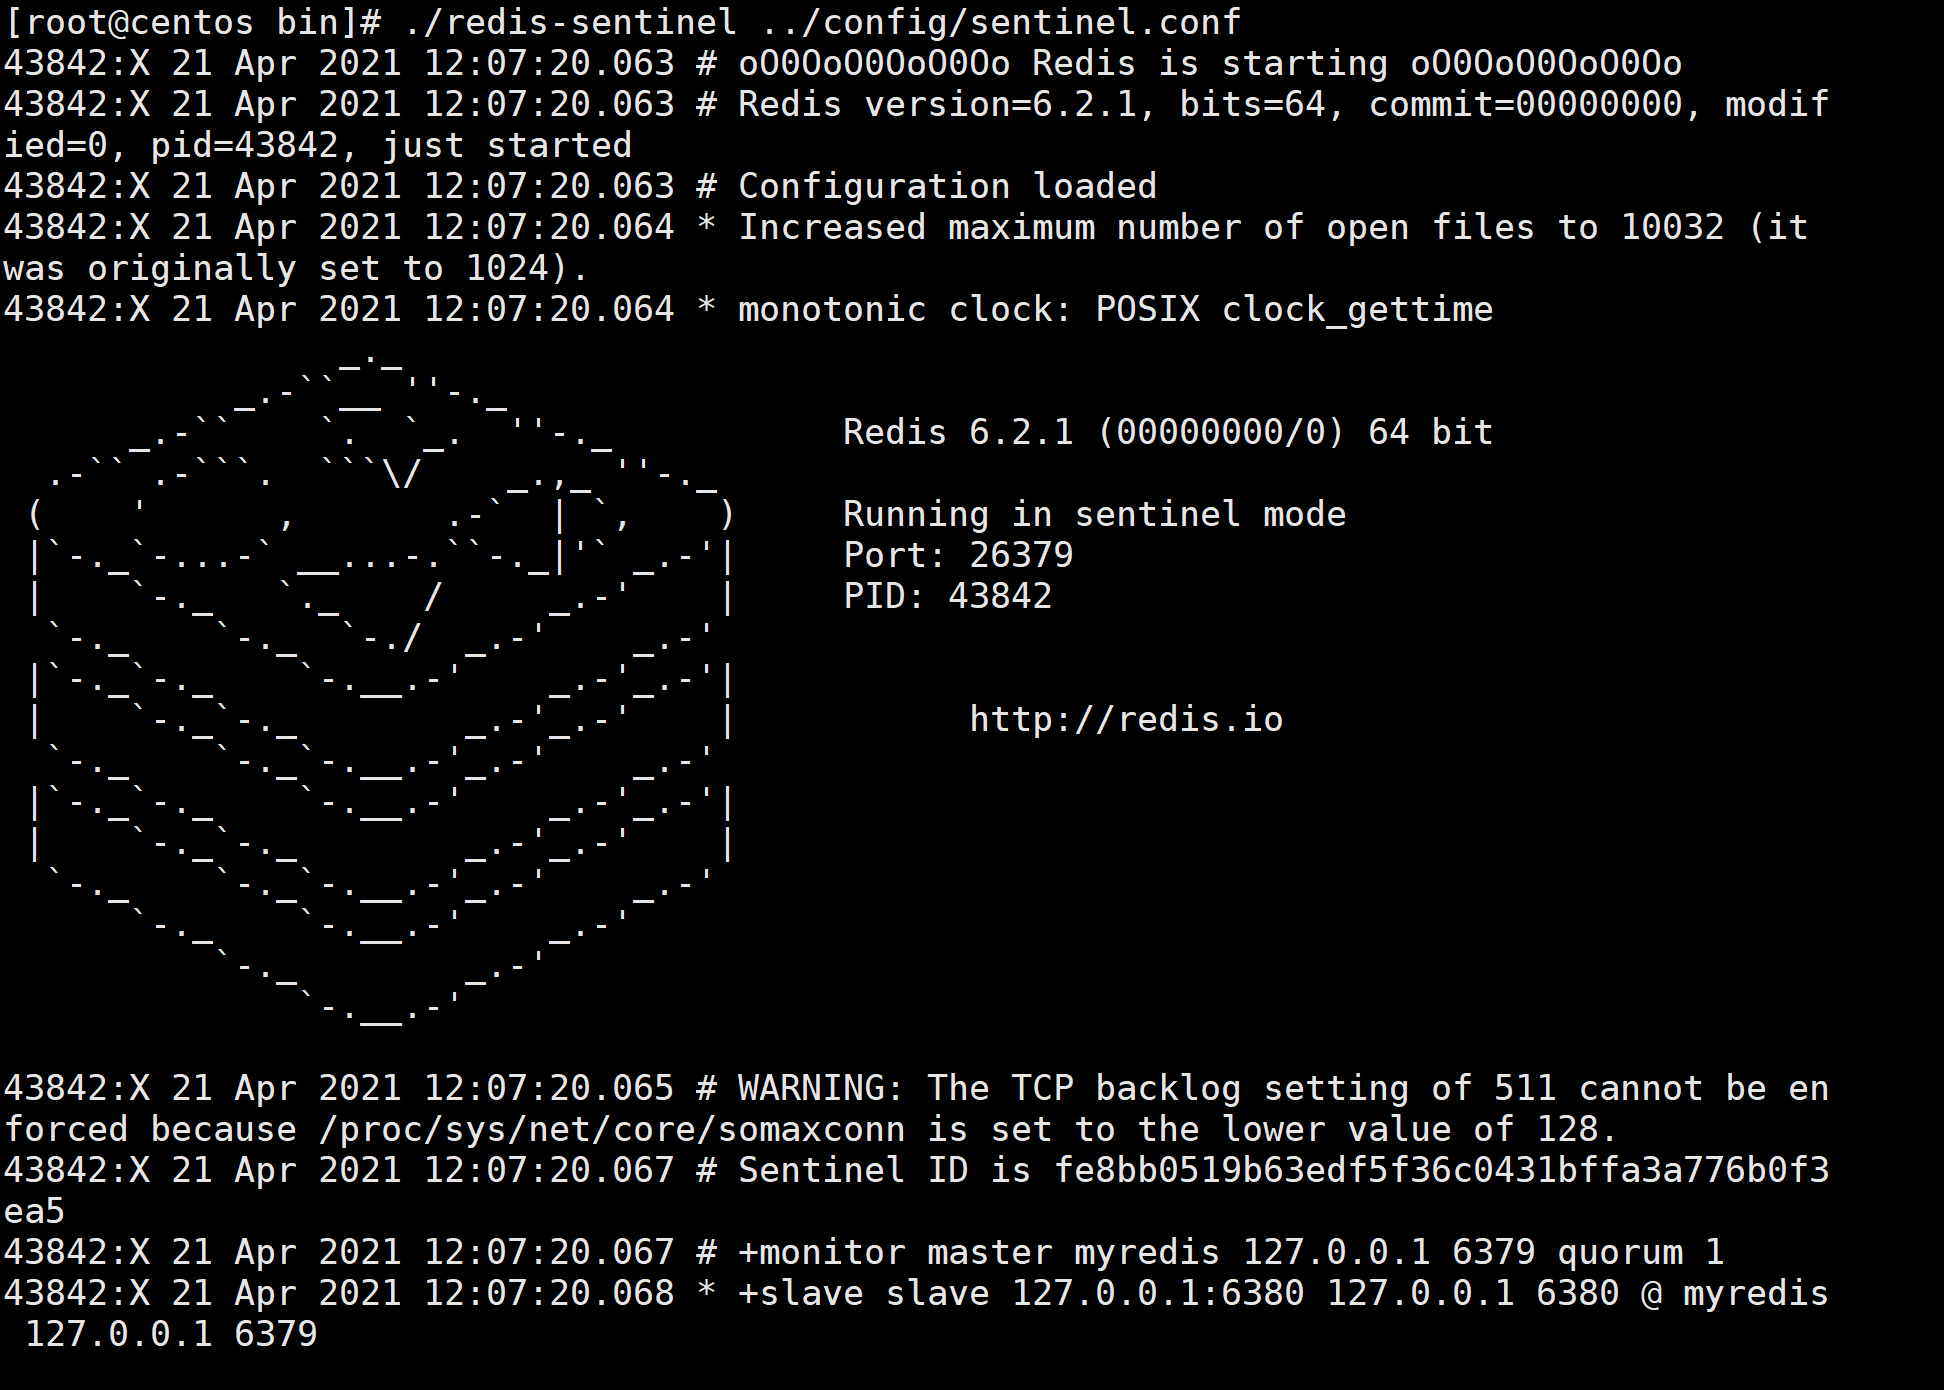 [root@centos bin]# ./redis-sentinel ../config/sentinel.conf
43842:X 21 Apr 2021 12:07:20.063 # oO0OoO0OoO0Oo Redis is starting oO0OoO0OoO0Oo
43842:X 21 Apr 2021 12:07:20.063 # Redis version=6.2.1, bits=64, commit=00000000, modif
ied=0, pid=43842, just started
43842:X 21 Apr 2021 12:07:20.063 # Configuration loaded
43842:X 21 Apr 2021 12:07:20.064 * Increased maximum number of open files to 10032 (it
was originally set to 1024).
43842:X 21 Apr 2021 12:07:20.064 * monotonic clock: POSIX clock_gettime
Redis 6.2.1 (00000000/0) 64 bit
Running in sentinel mode
Port: 26379
PID: 43842
http://redis.io
43842:X 21 Apr 2021 12:07:20.065 # WARNING: The TCP backlog setting of 511 cannot be en
forced because /proc/sys/net/core/somaxconn is set to the lower value of 128.
43842:X 21 Apr 2021 12:07:20.067 # Sentinel ID is fe8bb0519b63edf5f36c0431bffa3a776b0f3
ea5
43842:X 21 Apr 2021 12:07:20.067 # +monitor master myredis 127.0.0.1 6379 quorum 1
43842:X 21 Apr 2021 12:07:20.068 * +slave slave 127.0.0.1:6380 127.0.0.1 6380 @ myredis
127.0.0.1 6379